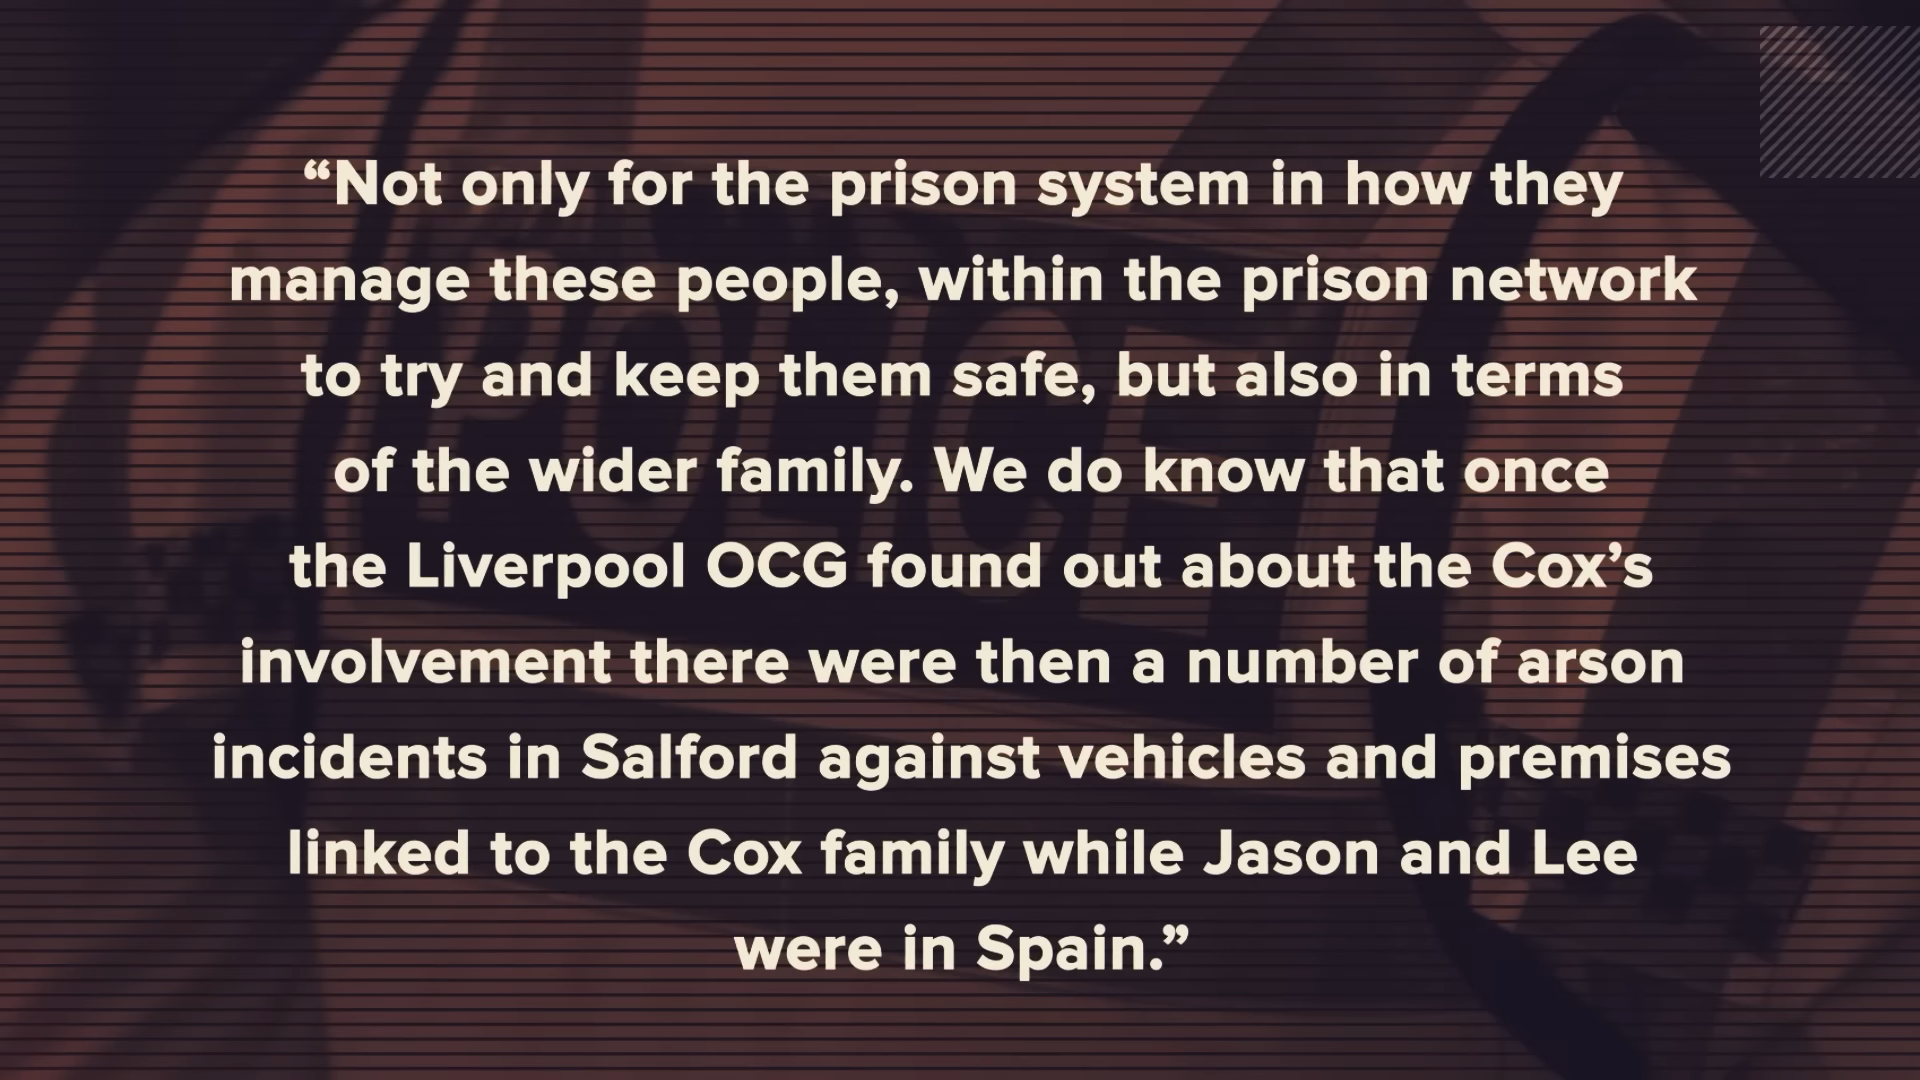 “Not only for the prison system in how they
manage these people, within the prison network
to try and keep them safe, but also in terms
of the wider family. We do know that once
the Liverpool OCG found out about the Cox’s
involvement there were then a number of arson
incidents in Salford against vehicles and premises
linked to the Cox family while Jason and Lee
were in Spain.”
POLICE